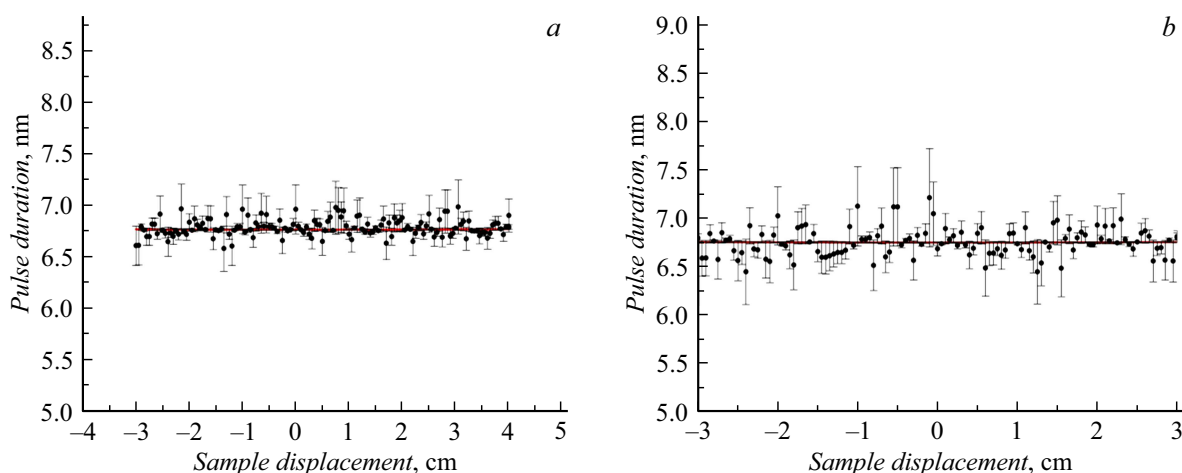 a
8.5
8.0
7.5
7.0
6.5
6.0
5.5
5.0
Pulse duration, nm
–4 –3 –2 –1 0 1 2 3 4 5
Sample displacement, cm
b
9.0
8.5
8.0
7.5
7.0
6.5
6.0
5.5
5.0
Pulse duration, nm
–3 –2 –1 0 1 2 3
Sample displacement, cm